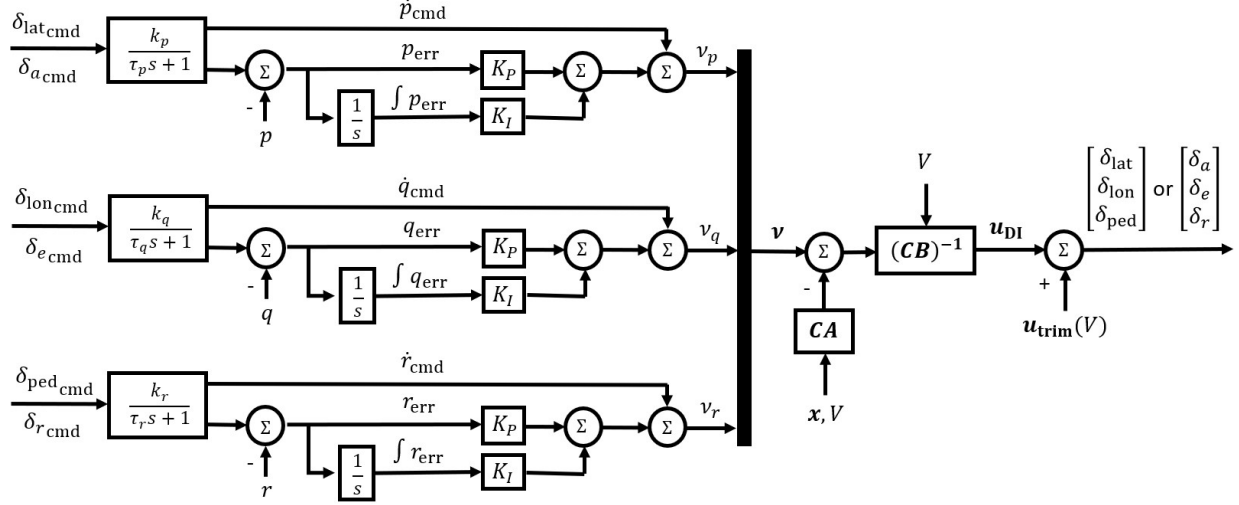 δ_lat_cmd
δ_a_cmd
k_p / (τ_p s + 1)
ṗ_cmd
Σ
-
p
p_err
∫ p_err
1/s
K_P
K_I
Σ
Σ
ν_p
δ_lon_cmd
δ_e_cmd
k_q / (τ_q s + 1)
q̇_cmd
Σ
-
q
q_err
∫ q_err
1/s
K_P
K_I
Σ
Σ
ν_q
δ_ped_cmd
δ_r_cmd
k_r / (τ_r s + 1)
ṙ_cmd
Σ
-
r
r_err
∫ r_err
1/s
K_P
K_I
Σ
Σ
ν_r
ν
Σ
-
CA
x, V
V
(CB)⁻¹
u_DI
Σ
+
u_trim(V)
[δ_lat δ_lon δ_ped] or [δ_a δ_e δ_r]